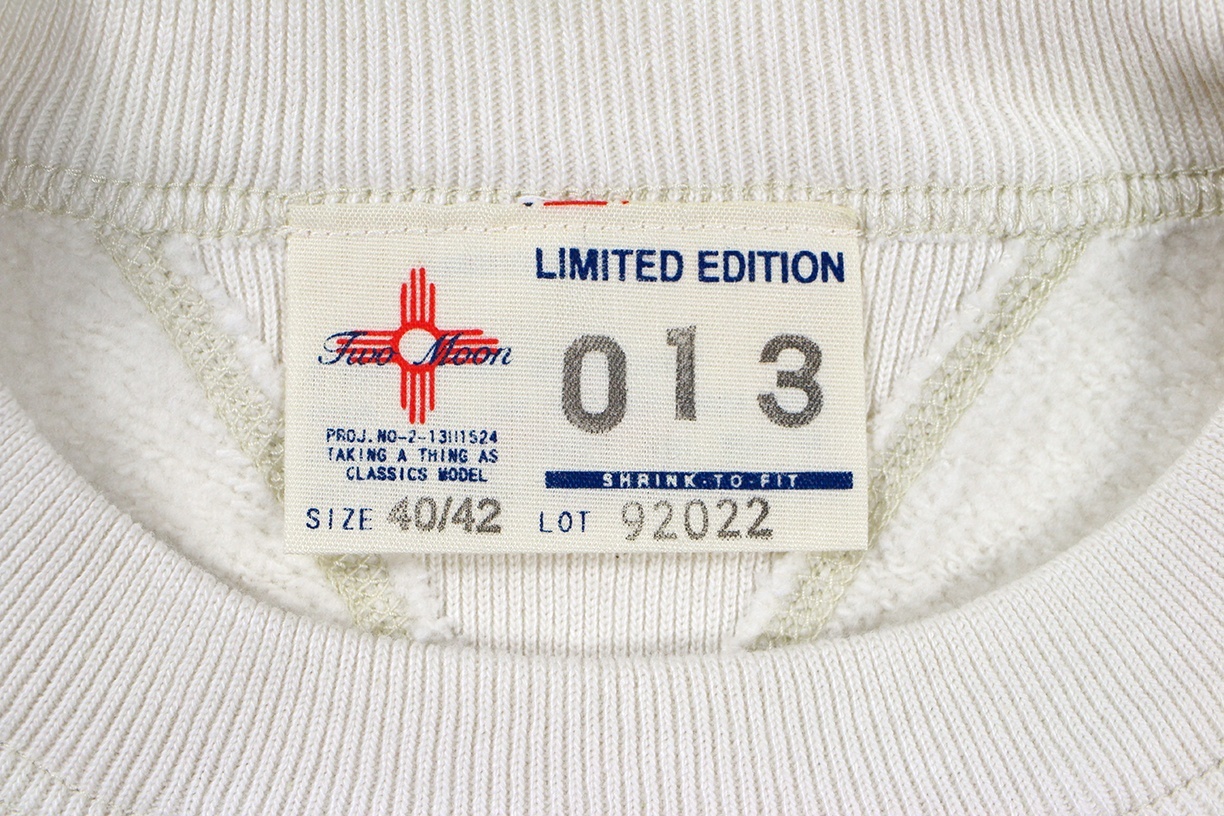 Two Moon
PROJ.NO-2-13111524
TAKING A THING AS
CLASSICS MODEL
SIZE 40/42
LIMITED EDITION
013
SHRINK-TO-FIT
LOT 92022